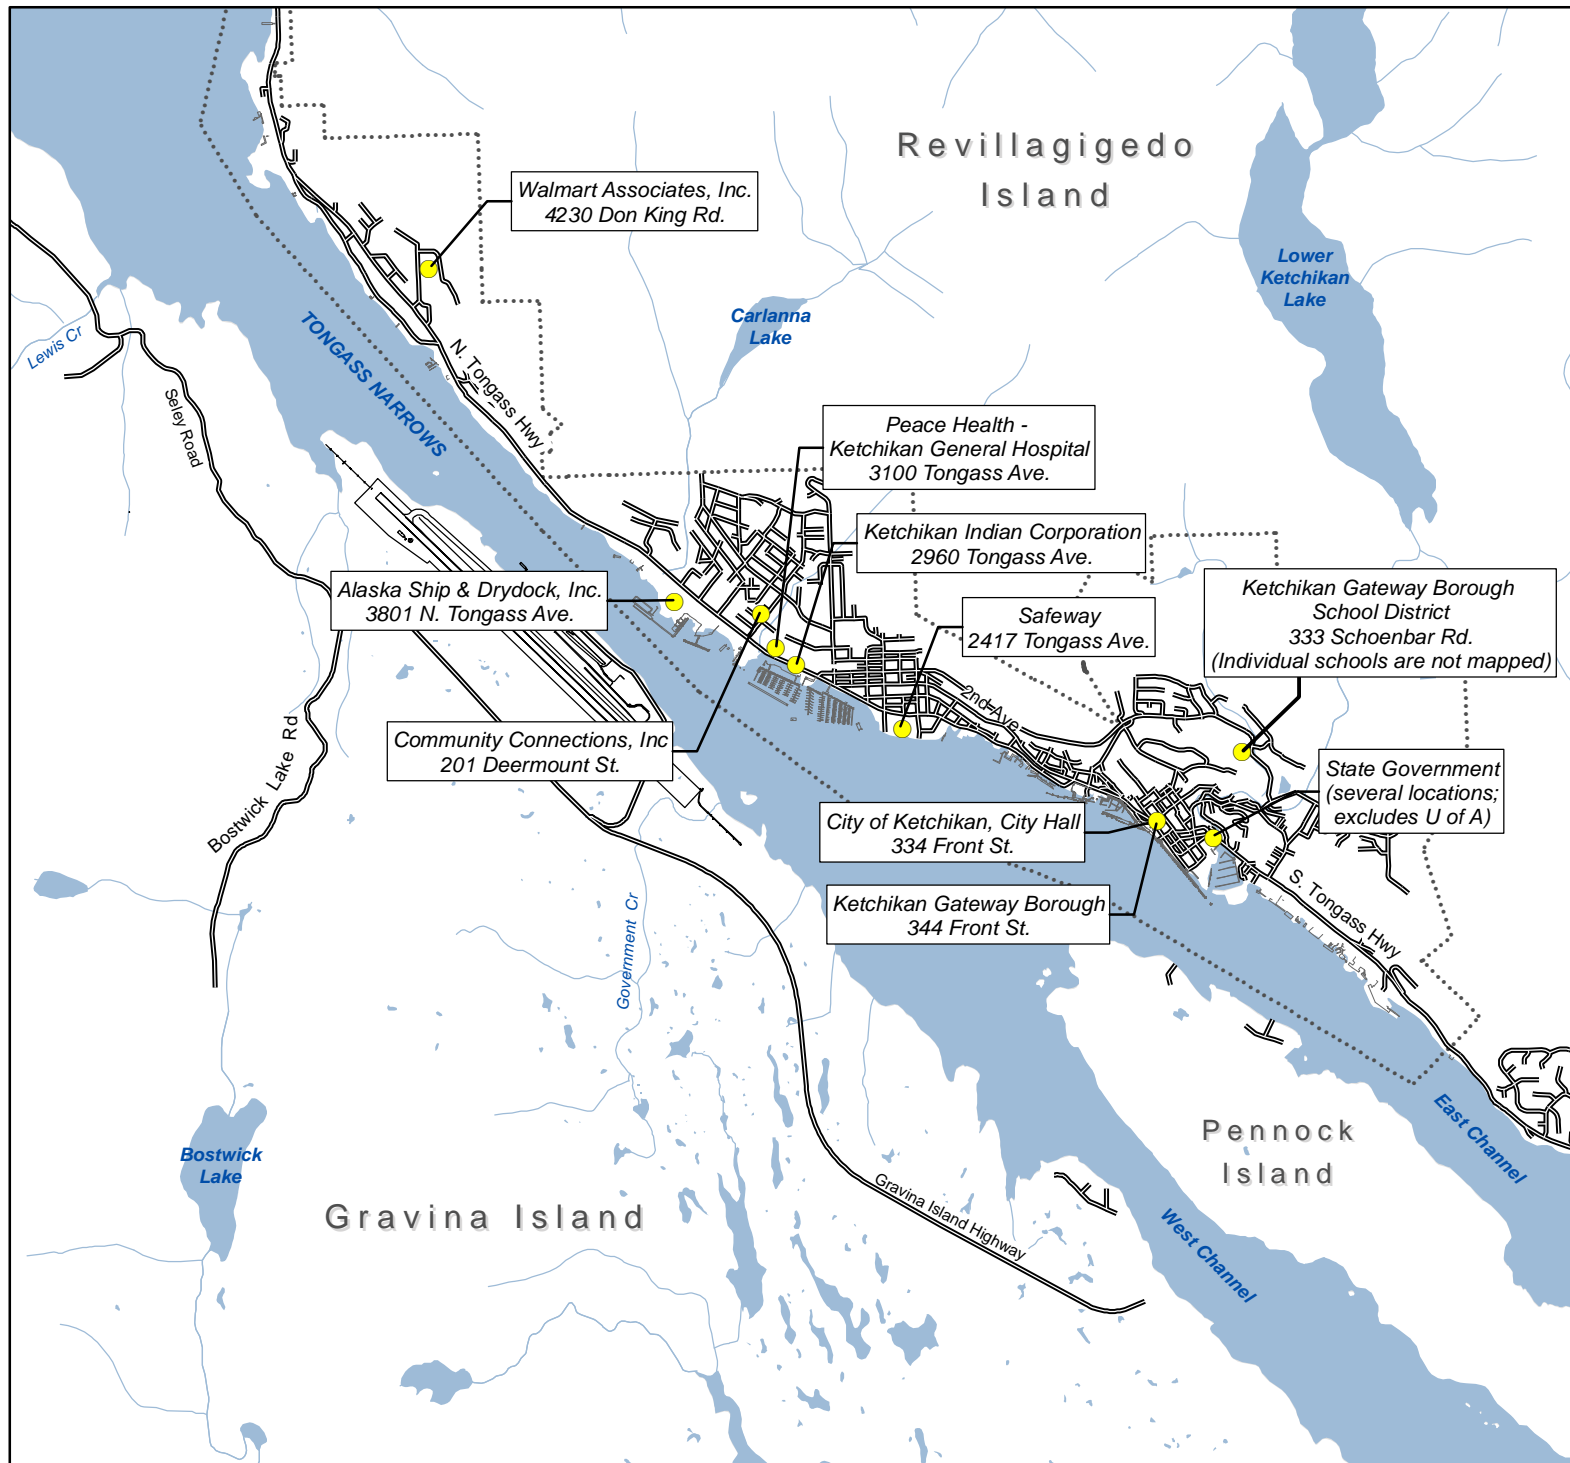 Revillagigedo
Island
Walmart Associates, Inc.
4230 Don King Rd.
Lower
Ketchikan
Lake
Carlanna
Lake
Lewis Cr
TONGASS NARROWS
N. Tongass Hwy
Seley Road
Peace Health -
Ketchikan General Hospital
3100 Tongass Ave.
Ketchikan Indian Corporation
2960 Tongass Ave.
Alaska Ship & Drydock, Inc.
3801 N. Tongass Ave.
Safeway
2417 Tongass Ave.
Ketchikan Gateway Borough
School District
333 Schoenbar Rd.
(Individual schools are not mapped)
2nd Ave
Community Connections, Inc
201 Deermount St.
Bostwick Lake Rd
State Government
(several locations;
excludes U of A)
City of Ketchikan, City Hall
334 Front St.
Ketchikan Gateway Borough
344 Front St.
S. Tongass Hwy
Government Cr
Bostwick
Lake
Pennock
Island
East Channel
Gravina Island
Gravina Island Highway
West Channel